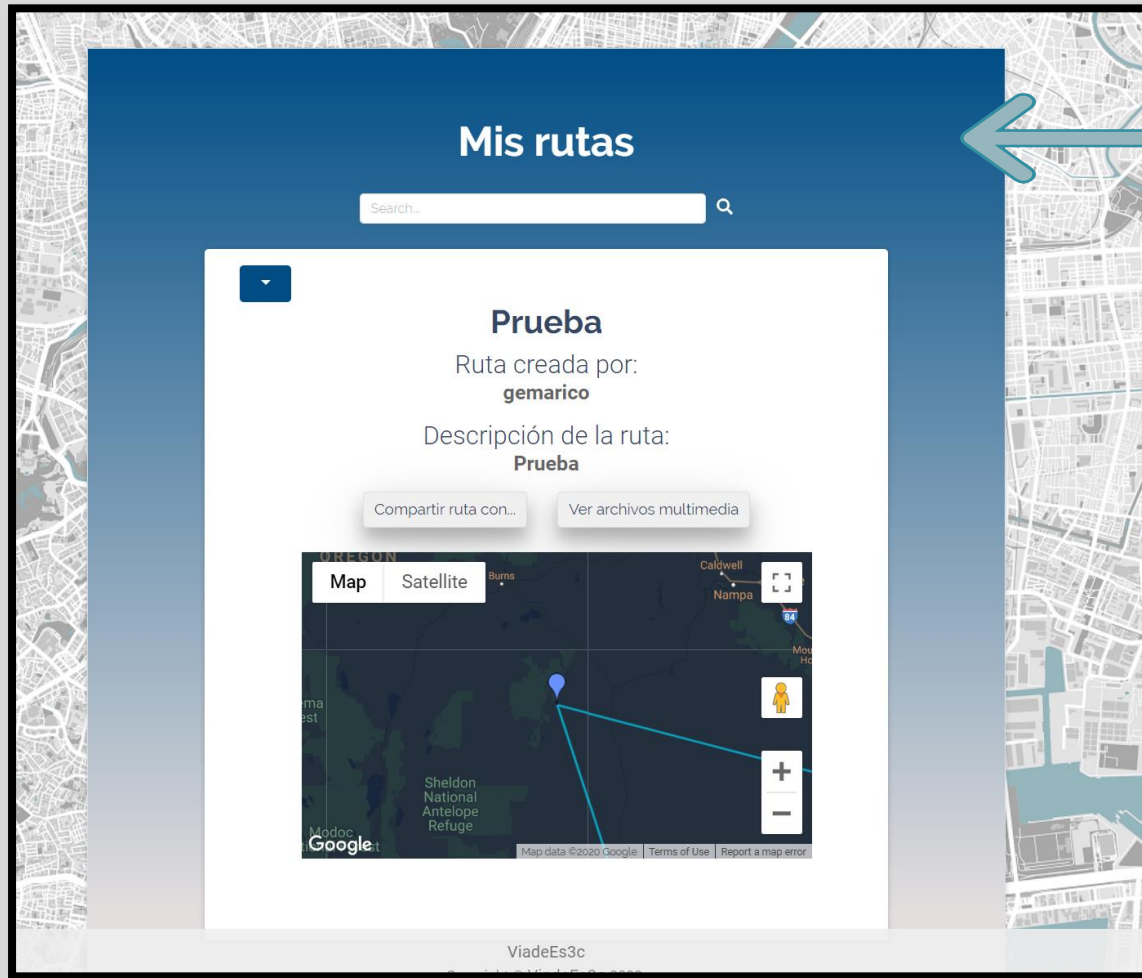 Mis rutas
Search...
Prueba
Ruta creada por:
gemarico
Descripción de la ruta:
Prueba
Compartir ruta con... Ver archivos multimedia
OREGON
Map Satellite
Burns
Caldwell
Nampa
84
Sheldon
National
Antelope
Refuge
Modoc
Google
Map data ©2020 Google Terms of Use Report a map error
ViadeEs3c